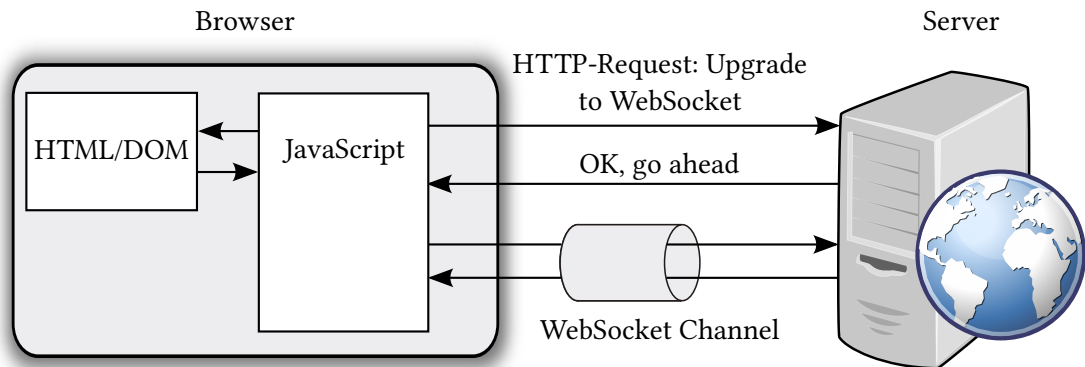 Browser
Server
HTTP-Request: Upgrade
to WebSocket
HTML/DOM
JavaScript
OK, go ahead
WebSocket Channel